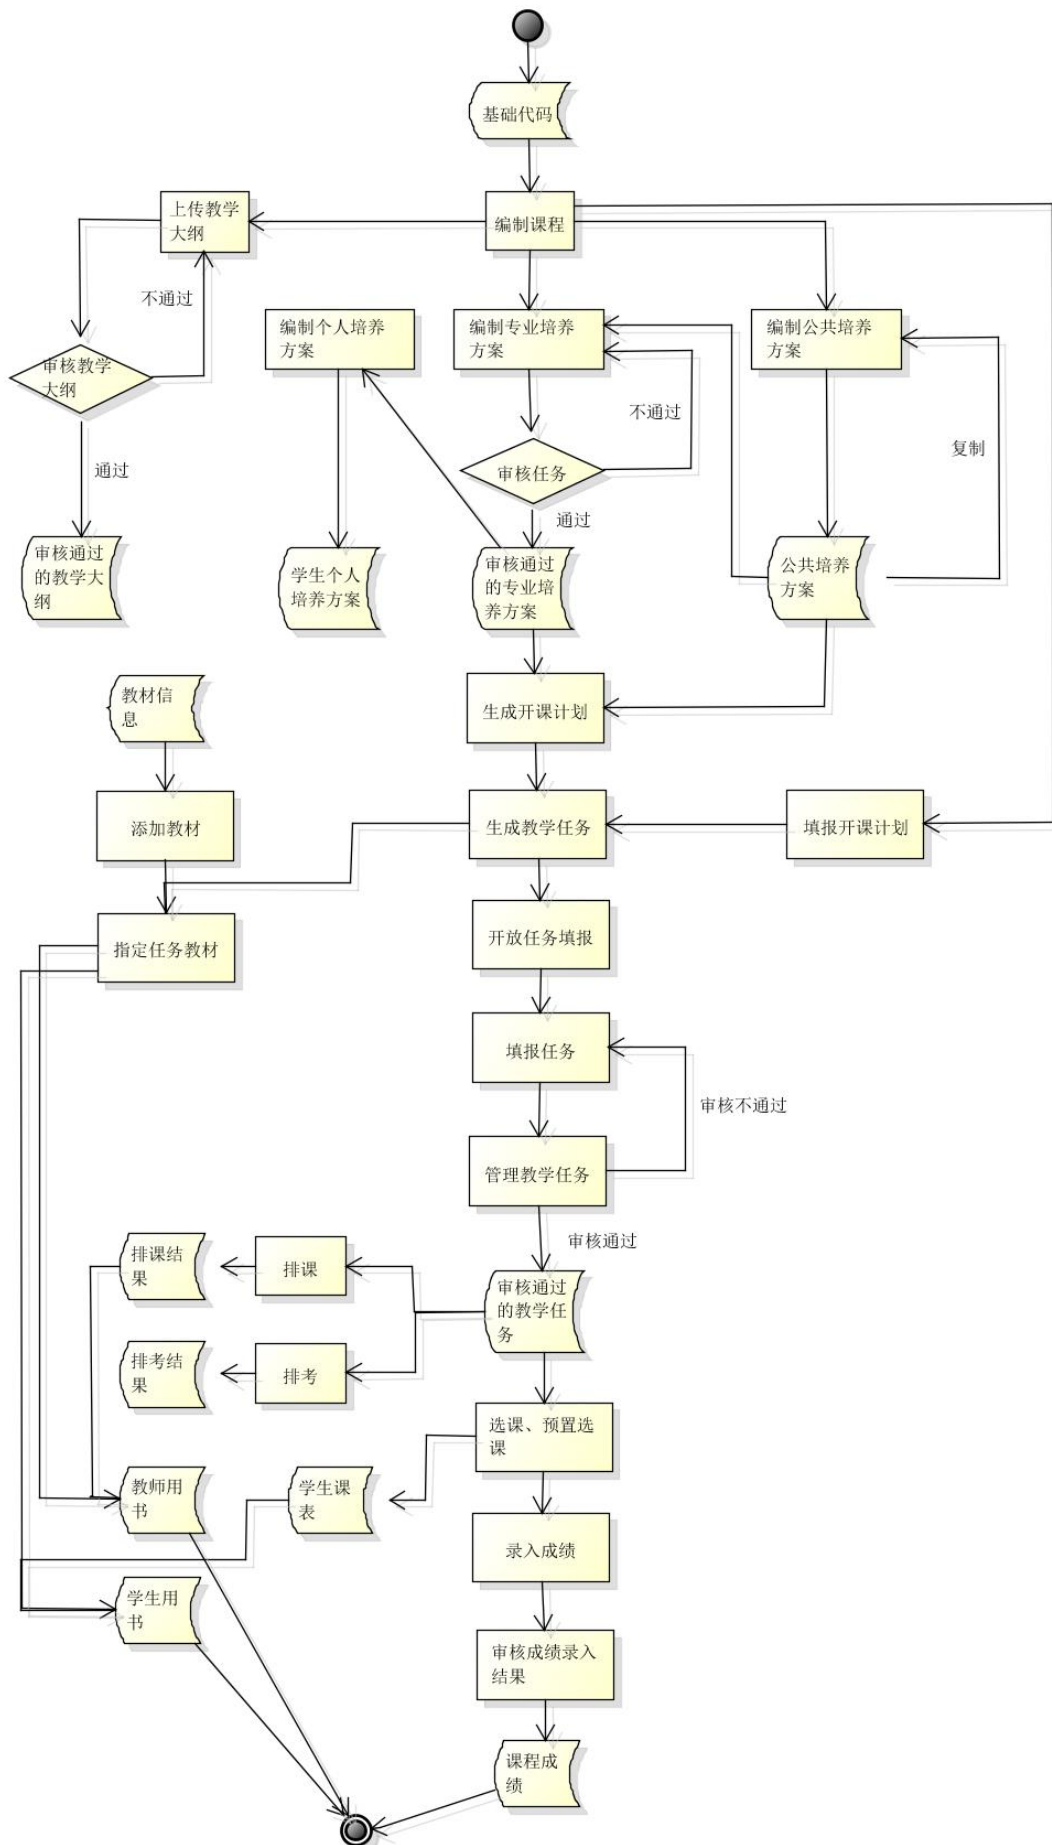 基础代码
上传教学
大纲
编制课程
不通过
编制个人培养
方案
编制专业培养
方案
编制公共培养
方案
审核教学
大纲
不通过
复制
审核任务
通过
通过
审核通过
的教学大
纲
学生个人
培养方案
审核通过
的专业培
养方案
公共培养
方案
教材信
息
生成开课计划
添加教材
生成教学任务
填报开课计划
指定任务教材
开放任务填报
填报任务
审核不通过
管理教学任务
审核通过
排课结
果
排课
审核通过
的教学任
务
排考结
果
排考
选课、预置选
课
教师用
书
学生课
表
录入成绩
学生用
书
审核成绩录入
结果
课程成
绩